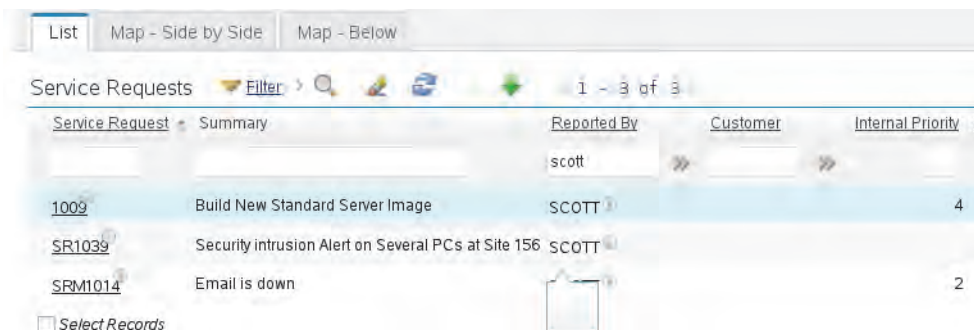 List Map - Side by Side Map - Below
Service Requests Filter > 1 - 3 of 3
Service Request Summary Reported By Customer Internal Priority
scott
1009 Build New Standard Server Image SCOTT 4
SR1039 Security intrusion Alert on Several PCs at Site 156 SCOTT
SRM1014 Email is down 2
Select Records